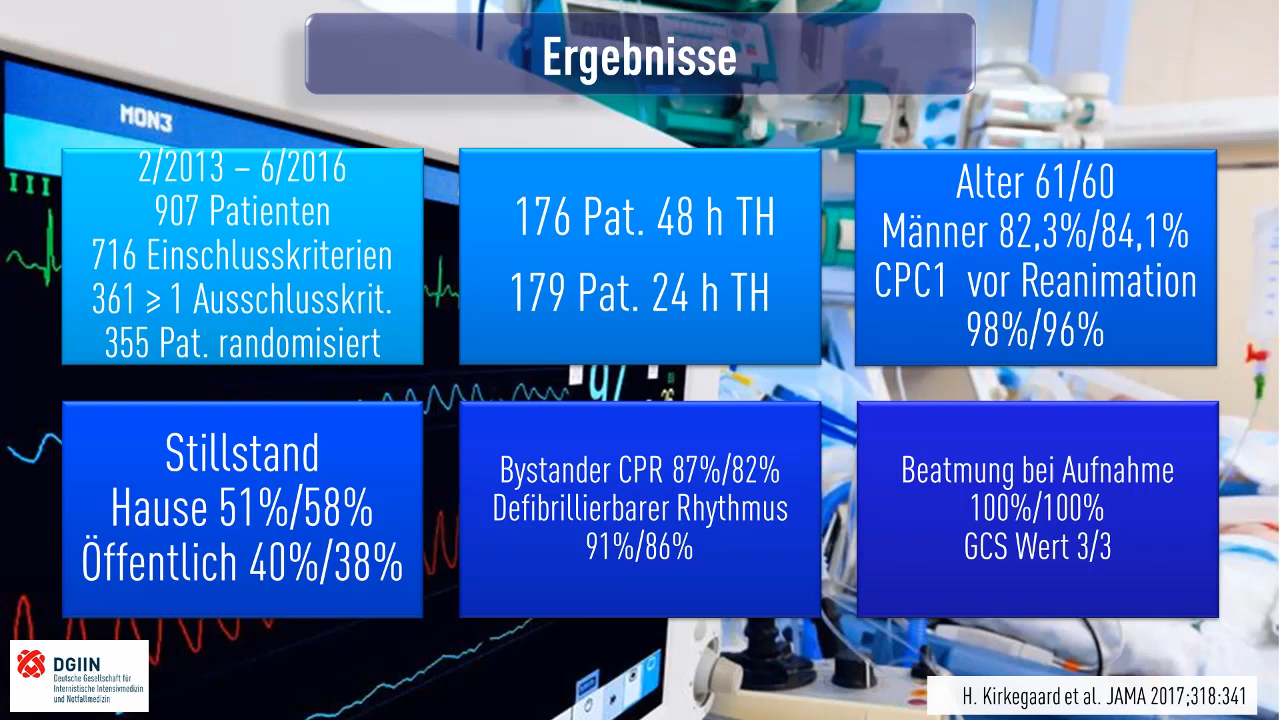 Ergebnisse
MON3
III
2/2013 – 6/2016
907 Patienten
716 Einschlusskriterien
361 ⩾ 1 Ausschlusskrit.
355 Pat. randomisiert
176 Pat. 48 h TH
179 Pat. 24 h TH
Alter 61/60
Männer 82,3%/84,1%
CPC1 vor Reanimation
98%/96%
Stillstand
Hause 51%/58%
Öffentlich 40%/38%
Bystander CPR 87%/82%
Defibrillierbarer Rhythmus
91%/86%
Beatmung bei Aufnahme
100%/100%
GCS Wert 3/3
DGIIN
Deutsche Gesellschaft für
Internistische Intensivmedizin
und Notfallmedizin
H. Kirkegaard et al. JAMA 2017;318:341